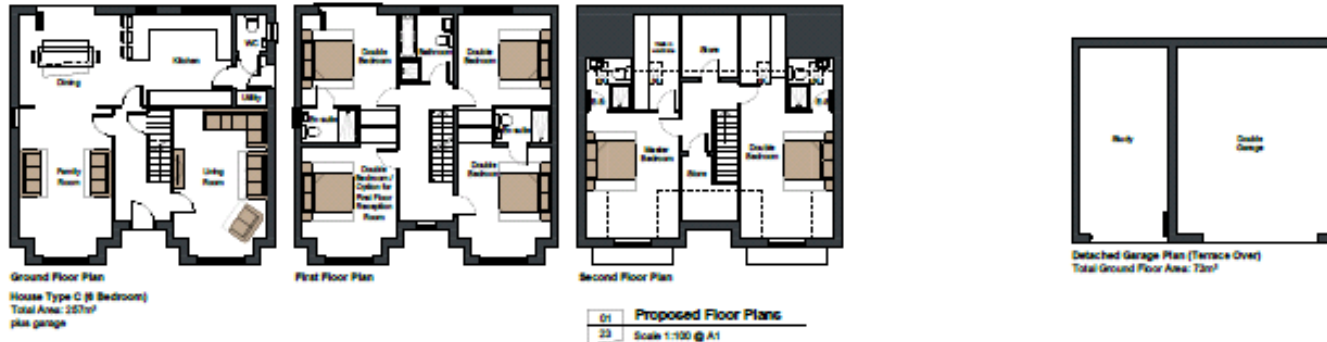 WC
Kitchen
Dining
Utility
Family
Room
Living
Room
Ground Floor Plan
House Type C (6 Bedroom)
Total Area: 257m²
plus garage
Double
Bedroom
Bathroom
Double
Bedroom
En-suite
En-suite
Double
Bedroom /
Option for
First Floor
Reception
Room
Double
Bedroom
First Floor Plan
Store
Master
Bedroom
Store
Double
Bedroom
Second Floor Plan
01
23
Proposed Floor Plans
Scale 1:100 @ A1
Study
Double
Garage
Detached Garage Plan (Terrace Over)
Total Ground Floor Area: 73m²